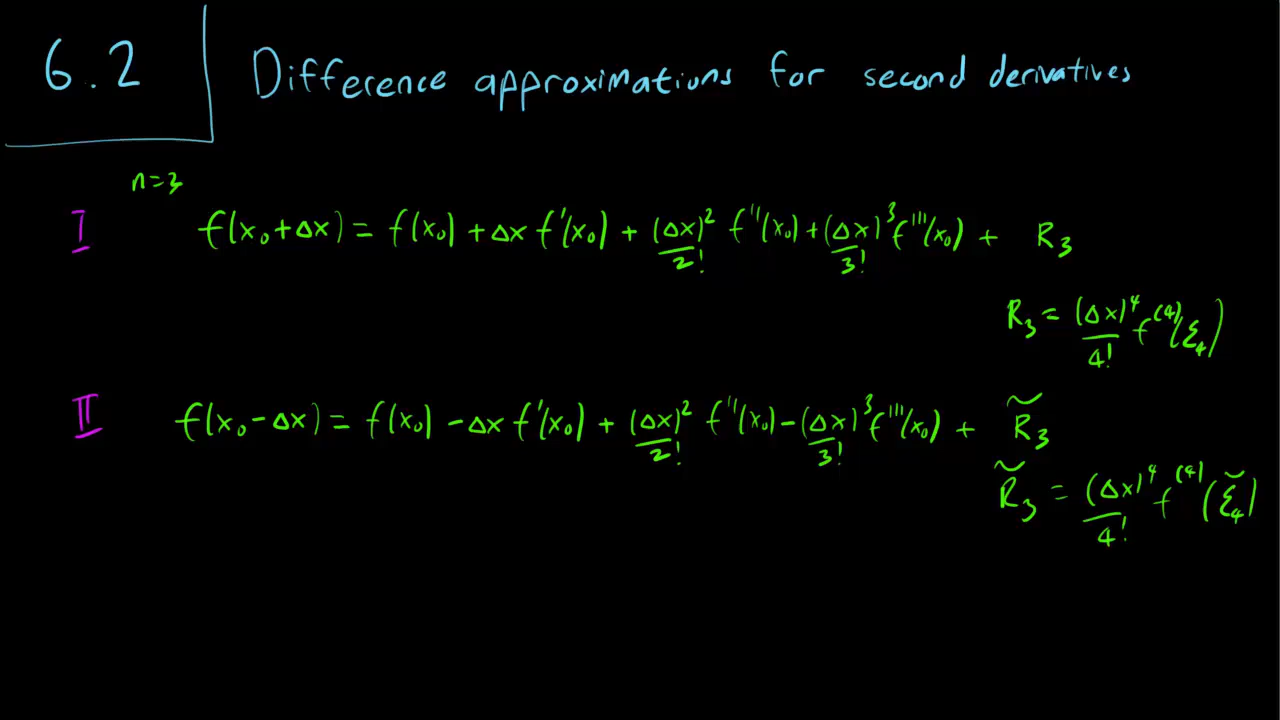 6.2 Difference approximations for second derivatives
n=3
I f(x₀+Δx) = f(x₀) + Δx f'(x₀) + (Δx)²/2! f''(x₀) + (Δx)³/3! f'''(x₀) + R₃
R₃ = (Δx)⁴/4! f⁽⁴⁾(ξ₄)
II f(x₀-Δx) = f(x₀) - Δx f'(x₀) + (Δx)²/2! f''(x₀) - (Δx)³/3! f'''(x₀) + R̃₃
R̃₃ = (Δx)⁴/4! f⁽⁴⁾(ξ̃₄)